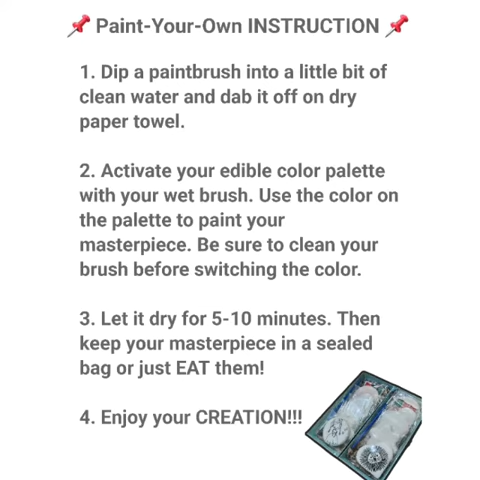 📌 Paint-Your-Own INSTRUCTION 📌
1. Dip a paintbrush into a little bit of
clean water and dab it off on dry
paper towel.
2. Activate your edible color palette
with your wet brush. Use the color on
the palette to paint your
masterpiece. Be sure to clean your
brush before switching the color.
3. Let it dry for 5-10 minutes. Then
keep your masterpiece in a sealed
bag or just EAT them!
4. Enjoy your CREATION!!!